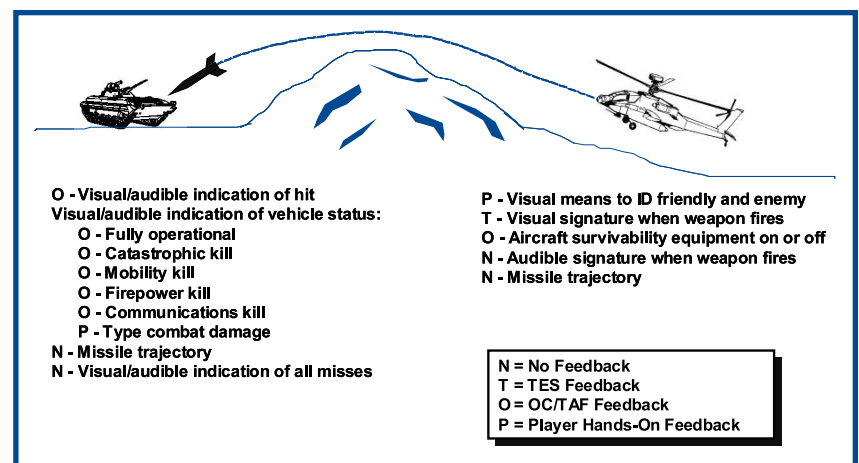 O - Visual/audible indication of hit
Visual/audible indication of vehicle status:
O - Fully operational
O - Catastrophic kill
O - Mobility kill
O - Firepower kill
O - Communications kill
P - Type combat damage
N - Missile trajectory
N - Visual/audible indication of all misses
P - Visual means to ID friendly and enemy
T - Visual signature when weapon fires
O - Aircraft survivability equipment on or off
N - Audible signature when weapon fires
N - Missile trajectory
N = No Feedback
T = TES Feedback
O = OC/TAF Feedback
P = Player Hands-On Feedback